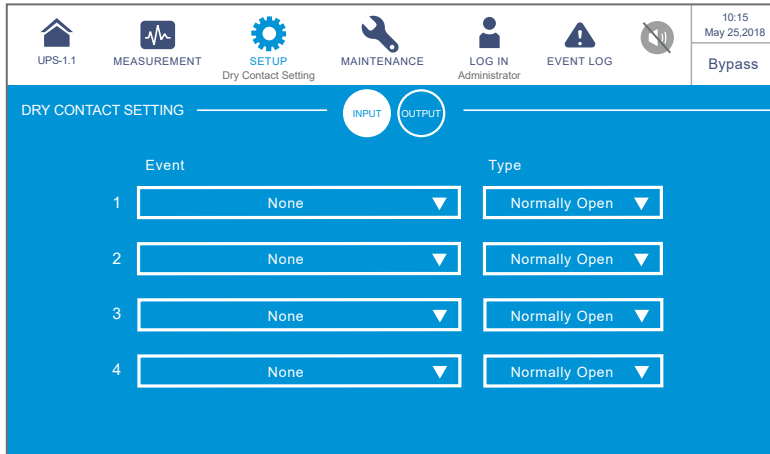 10:15
May 25,2018
UPS-1.1 MEASUREMENT SETUP MAINTENANCE LOG IN EVENT LOG
Dry Contact Setting Administrator
Bypass
DRY CONTACT SETTING INPUT OUTPUT
Event Type
1 None Normally Open
2 None Normally Open
3 None Normally Open
4 None Normally Open